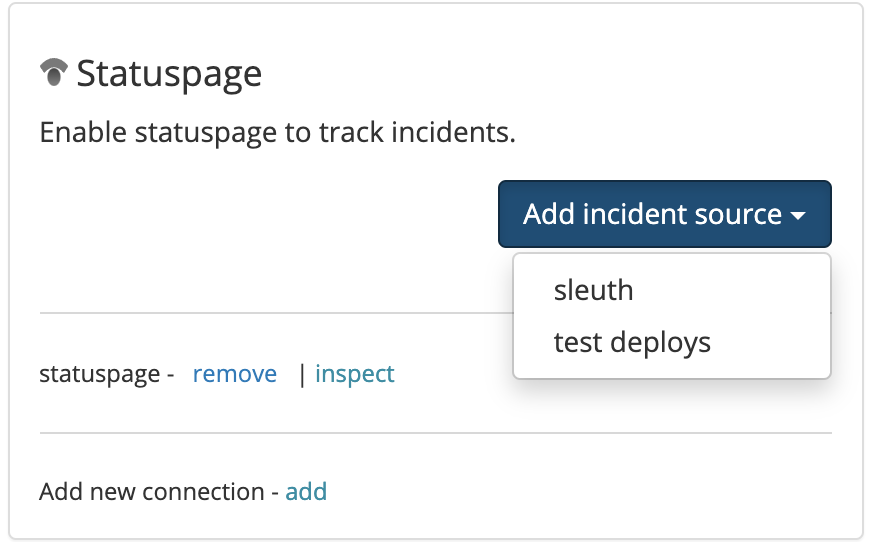 Statuspage
Enable statuspage to track incidents.
Add incident source
sleuth
test deploys
statuspage - remove | inspect
Add new connection - add